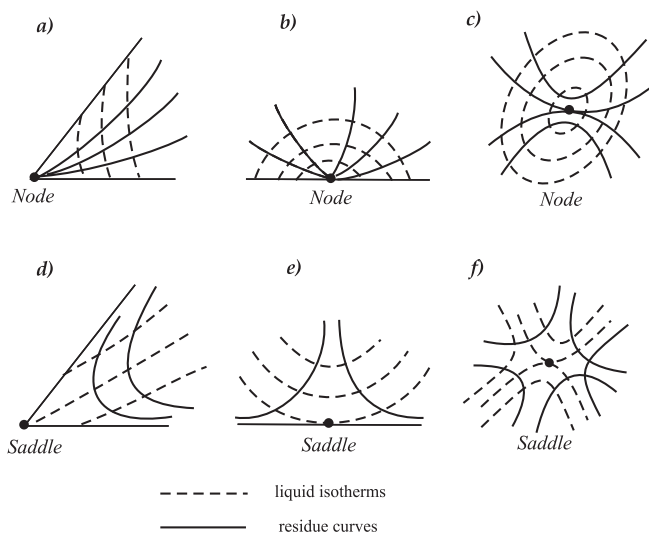 a)
b)
c)
Node
Node
Node
d)
e)
f)
Saddle
Saddle
Saddle
liquid isotherms
residue curves